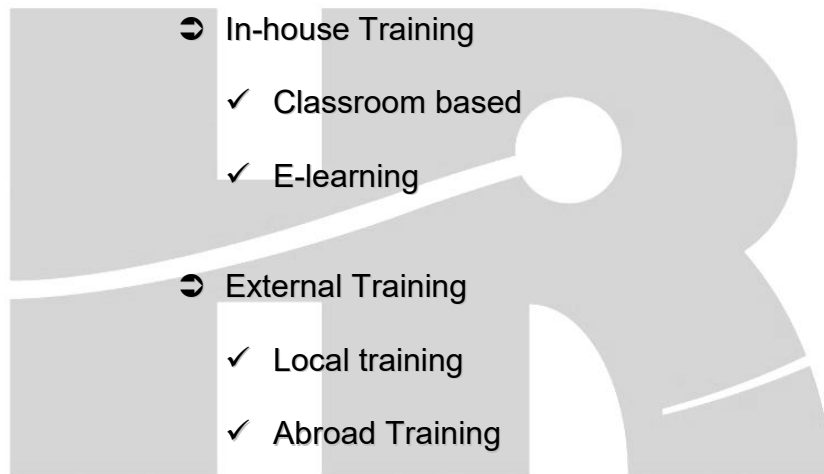 ➲ In-house Training
✓ Classroom based
✓ E-learning
➲ External Training
✓ Local training
✓ Abroad Training